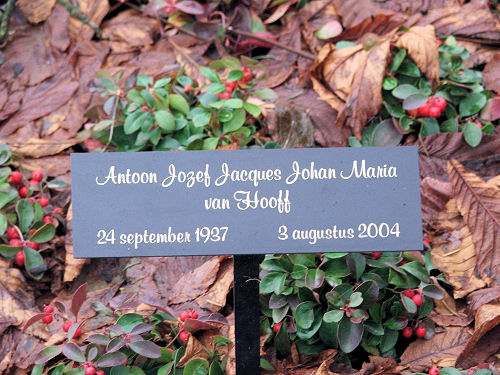 Antoon Jozef Jacques Johan Maria
van Hooff
24 september 1937 3 augustus 2004